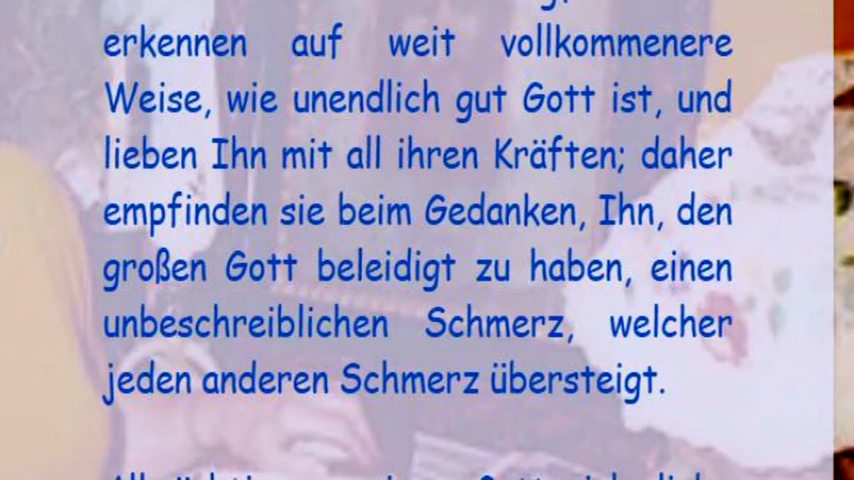 erkennen auf weit vollkommenere
Weise, wie unendlich gut Gott ist, und
lieben Ihn mit all ihren Kräften; daher
empfinden sie beim Gedanken, Ihn, den
großen Gott beleidigt zu haben, einen
unbeschreiblichen Schmerz, welcher
jeden anderen Schmerz übersteigt.